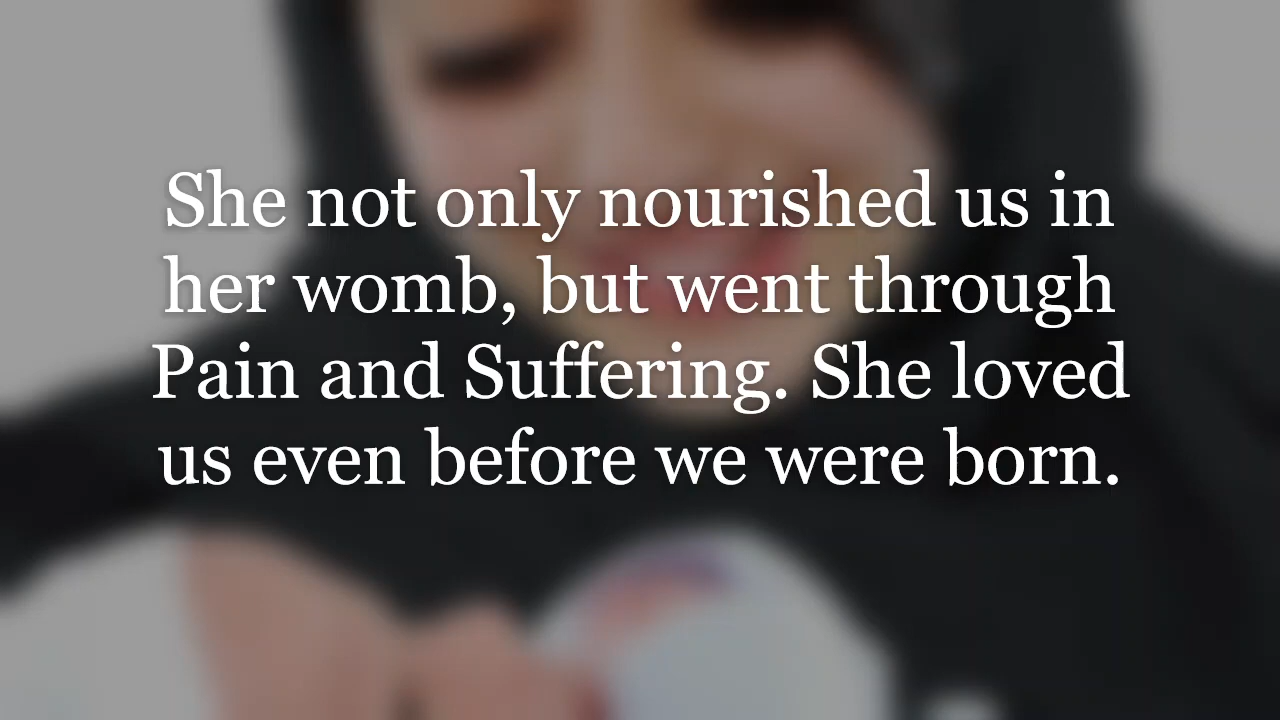 She not only nourished us in
her womb, but went through
Pain and Suffering. She loved
us even before we were born.